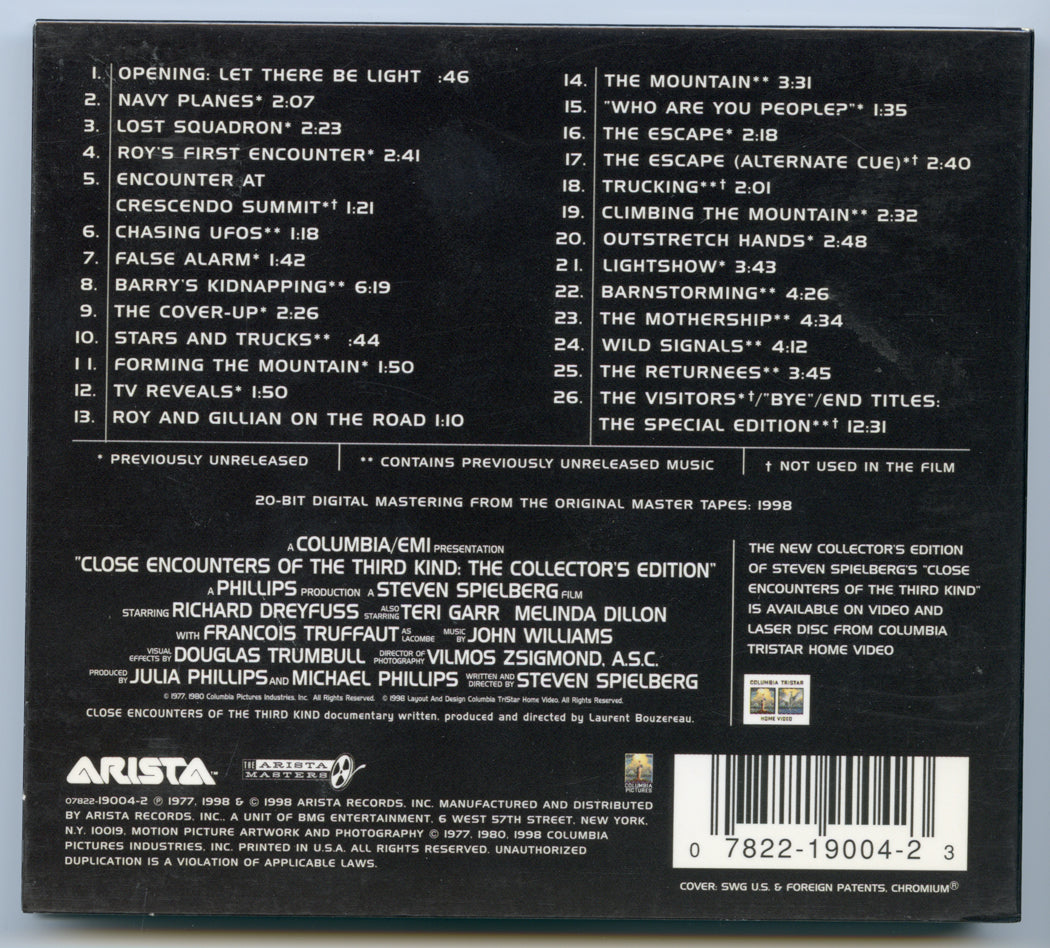 1. OPENING: LET THERE BE LIGHT :46
2. NAVY PLANES* 2:07
3. LOST SQUADRON* 2:23
4. ROY'S FIRST ENCOUNTER* 2:41
5. ENCOUNTER AT
CRESCENDO SUMMIT*† 1:21
6. CHASING UFOS** 1:18
7. FALSE ALARM* 1:42
8. BARRY'S KIDNAPPING** 6:19
9. THE COVER-UP* 2:26
10. STARS AND TRUCKS** :44
11. FORMING THE MOUNTAIN* 1:50
12. TV REVEALS* 1:50
13. ROY AND GILLIAN ON THE ROAD 1:10
14. THE MOUNTAIN** 3:31
15. "WHO ARE YOU PEOPLE?"* 1:35
16. THE ESCAPE* 2:18
17. THE ESCAPE (ALTERNATE CUE)*† 2:40
18. TRUCKING**† 2:01
19. CLIMBING THE MOUNTAIN** 2:32
20. OUTSTRETCH HANDS* 2:48
21. LIGHTSHOW* 3:43
22. BARNSTORMING** 4:26
23. THE MOTHERSHIP** 4:34
24. WILD SIGNALS** 4:12
25. THE RETURNEES** 3:45
26. THE VISITORS*†/"BYE"/END TITLES:
THE SPECIAL EDITION**† 12:31
* PREVIOUSLY UNRELEASED
** CONTAINS PREVIOUSLY UNRELEASED MUSIC
† NOT USED IN THE FILM
20-BIT DIGITAL MASTERING FROM THE ORIGINAL MASTER TAPES: 1998
A COLUMBIA/EMI PRESENTATION
"CLOSE ENCOUNTERS OF THE THIRD KIND: THE COLLECTOR'S EDITION"
A PHILLIPS PRODUCTION A STEVEN SPIELBERG FILM
STARRING RICHARD DREYFUSS ALSO STARRING TERI GARR MELINDA DILLON
WITH FRANCOIS TRUFFAUT AS LACOMBE MUSIC BY JOHN WILLIAMS
VISUAL EFFECTS BY DOUGLAS TRUMBULL DIRECTOR OF PHOTOGRAPHY VILMOS ZSIGMOND, A.S.C.
PRODUCED BY JULIA PHILLIPS AND MICHAEL PHILLIPS WRITTEN AND DIRECTED BY STEVEN SPIELBERG
© 1977, 1980 Columbia Pictures Industries, Inc. All Rights Reserved. © 1998 Layout And Design Columbia TriStar Home Video. All Rights Reserved.
CLOSE ENCOUNTERS OF THE THIRD KIND documentary written, produced and directed by Laurent Bouzereau.
THE NEW COLLECTOR'S EDITION
OF STEVEN SPIELBERG'S "CLOSE
ENCOUNTERS OF THE THIRD KIND"
IS AVAILABLE ON VIDEO AND
LASER DISC FROM COLUMBIA
TRISTAR HOME VIDEO
COLUMBIA TRISTAR
HOME VIDEO
ARISTA™
THE ARISTA MASTERS
COLUMBIA PICTURES
07822-19004-2 ℗ 1977, 1998 & © 1998 ARISTA RECORDS, INC. MANUFACTURED AND DISTRIBUTED
BY ARISTA RECORDS, INC., A UNIT OF BMG ENTERTAINMENT, 6 WEST 57TH STREET, NEW YORK,
N.Y. 10019. MOTION PICTURE ARTWORK AND PHOTOGRAPHY © 1977, 1980, 1998 COLUMBIA
PICTURES INDUSTRIES, INC. PRINTED IN U.S.A. ALL RIGHTS RESERVED. UNAUTHORIZED
DUPLICATION IS A VIOLATION OF APPLICABLE LAWS.
0 7822-19004-2 3
COVER: SWG U.S. & FOREIGN PATENTS. CHROMIUM®